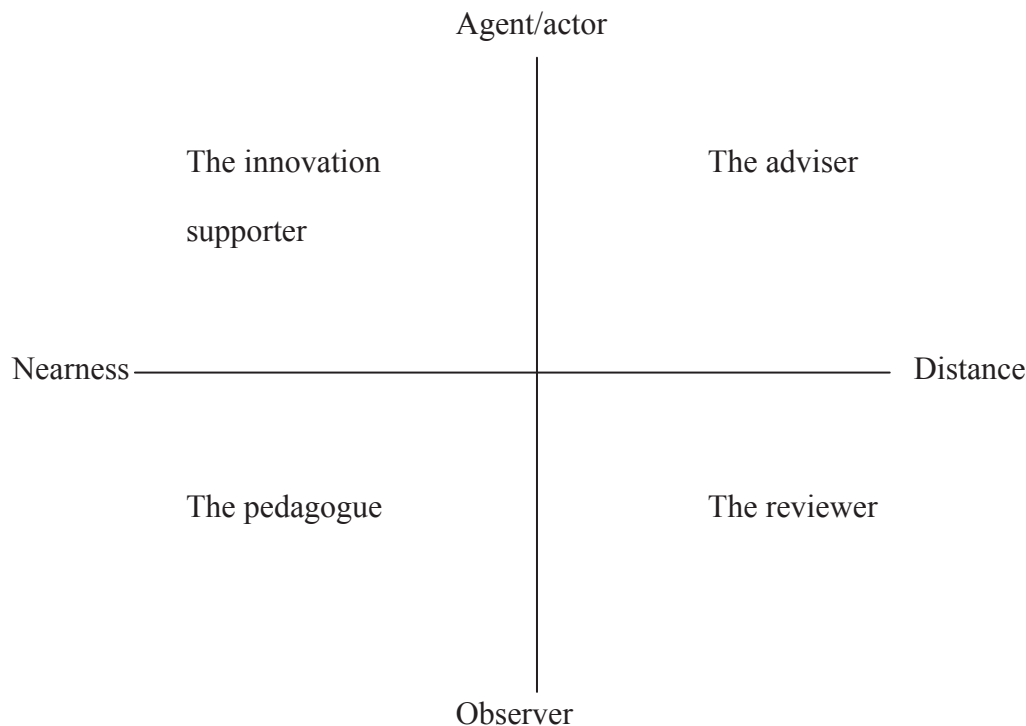 Agent/actor
The innovation
supporter
The adviser
Nearness
Distance
The pedagogue
The reviewer
Observer